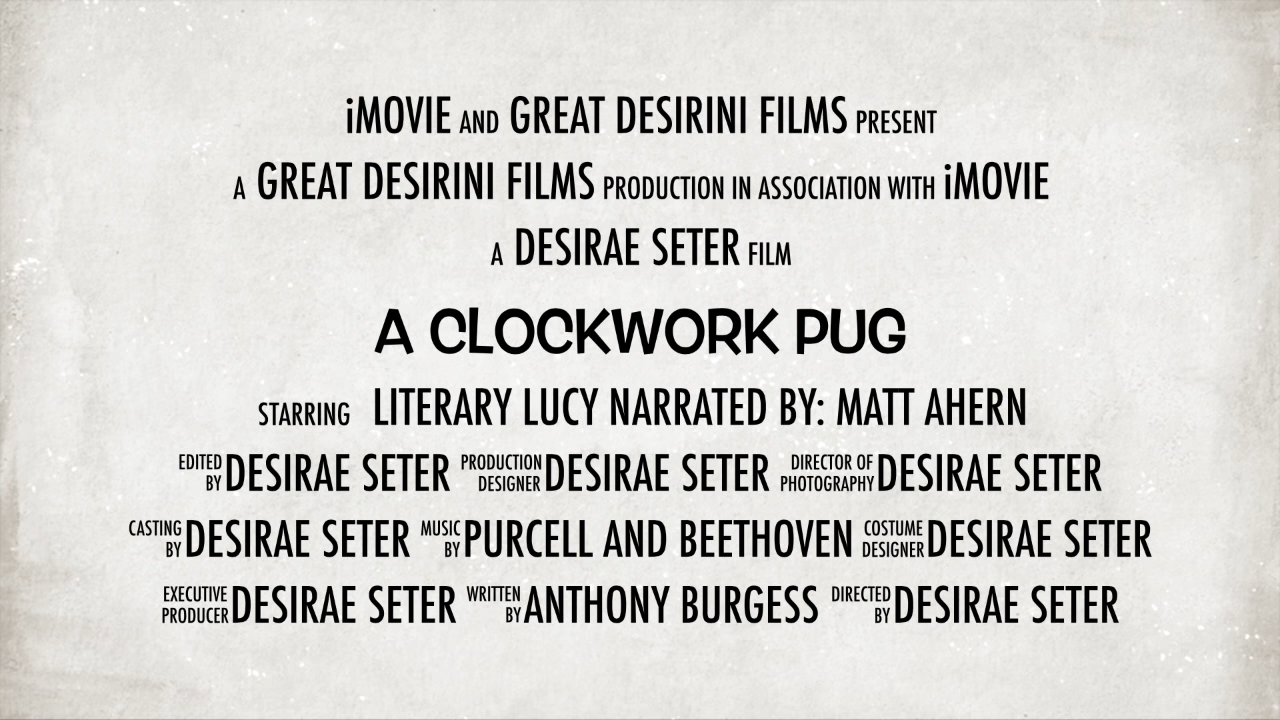 iMOVIE AND GREAT DESIRINI FILMS PRESENT
A GREAT DESIRINI FILMS PRODUCTION IN ASSOCIATION WITH iMOVIE
A DESIRAE SETER FILM
A CLOCKWORK PUG
STARRING LITERARY LUCY NARRATED BY: MATT AHERN
EDITED BY DESIRAE SETER PRODUCTION DESIGNER DESIRAE SETER DIRECTOR OF PHOTOGRAPHY DESIRAE SETER
CASTING BY DESIRAE SETER MUSIC BY PURCELL AND BEETHOVEN COSTUME DESIGNER DESIRAE SETER
EXECUTIVE PRODUCER DESIRAE SETER WRITTEN BY ANTHONY BURGESS DIRECTED BY DESIRAE SETER